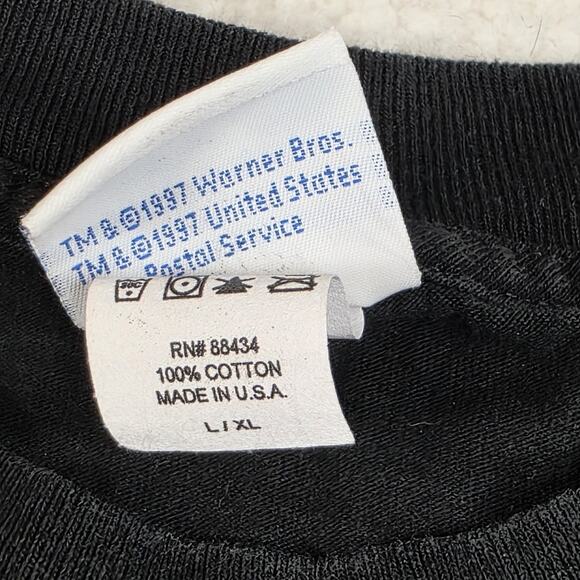 TM & ©1997 Warner Bros.
TM & ©1997 United States
Postal Service
RN# 88434
100% COTTON
MADE IN U.S.A.
L / XL